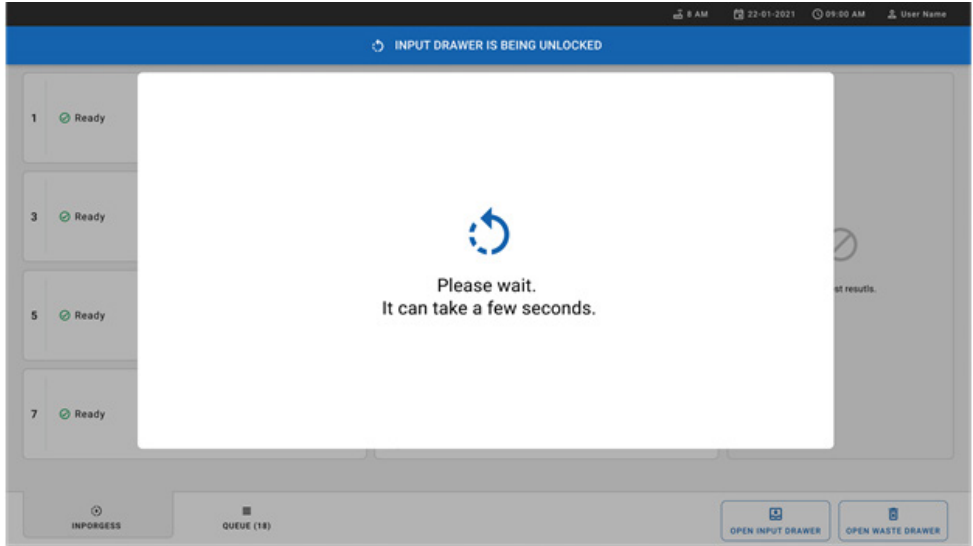 8 AM 22-01-2021 09:00 AM User Name
INPUT DRAWER IS BEING UNLOCKED
1 Ready
3 Ready
5 Ready
7 Ready
Please wait.
It can take a few seconds.
resutls.
INPORGESS
QUEUE (18)
OPEN INPUT DRAWER
OPEN WASTE DRAWER